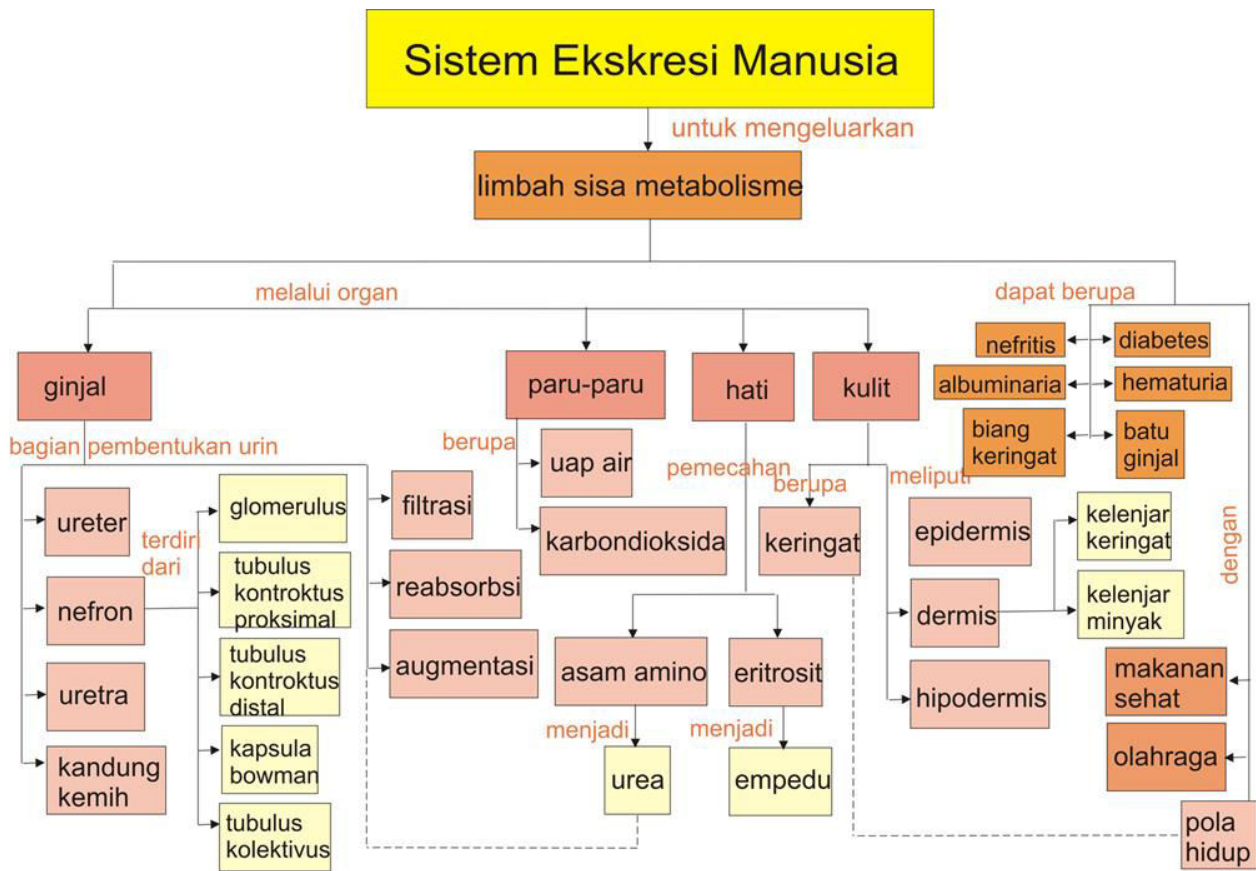 Sistem Ekskresi Manusia
untuk mengeluarkan
limbah sisa metabolisme
melalui organ
dapat berupa
ginjal
paru-paru
hati
kulit
nefritis
diabetes
albuminaria
hematuria
biang
keringat
batu
ginjal
bagian pembentukan urin
berupa
pemecahan
berupa
meliputi
dengan
ureter
terdiri
dari
nefron
uretra
kandung
kemih
glomerulus
tubulus
kontroktus
proksimal
tubulus
kontroktus
distal
kapsula
bowman
tubulus
kolektivus
filtrasi
reabsorbsi
augmentasi
uap air
karbondioksida
asam amino
eritrosit
menjadi
menjadi
urea
empedu
keringat
epidermis
dermis
hipodermis
kelenjar
keringat
kelenjar
minyak
makanan
sehat
olahraga
pola
hidup